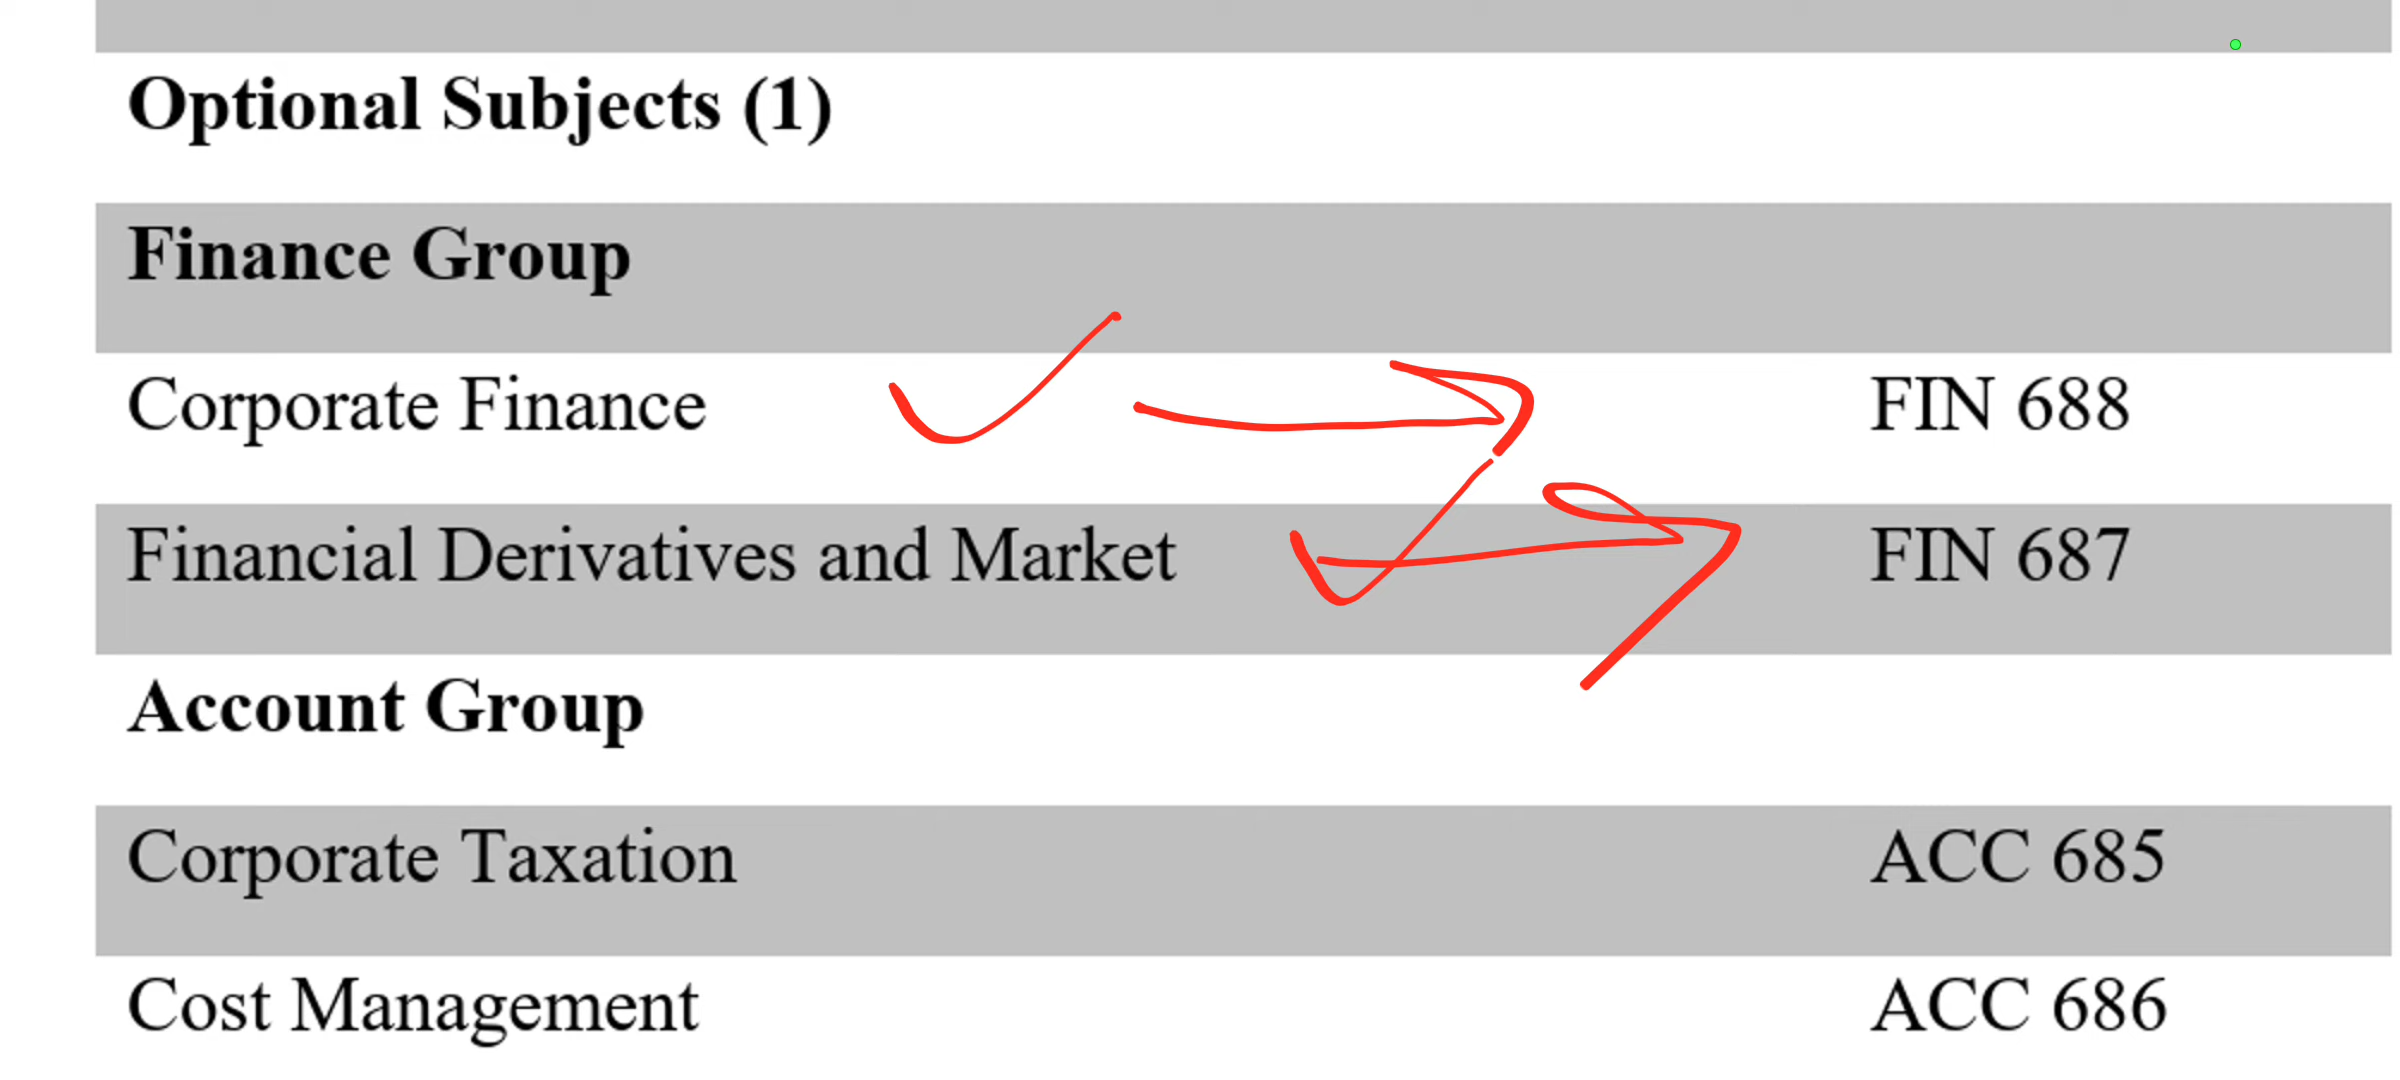 Optional Subjects (1)
Finance Group
Corporate Finance FIN 688
Financial Derivatives and Market FIN 687
Account Group
Corporate Taxation ACC 685
Cost Management ACC 686